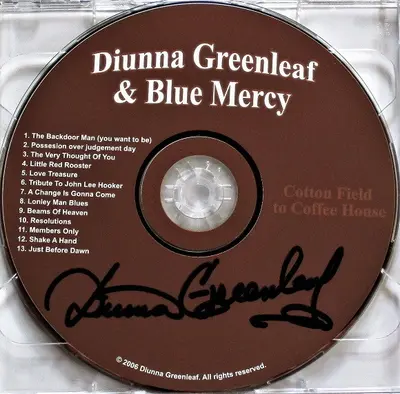 Diunna Greenleaf
& Blue Mercy
1. The Backdoor Man (you want to be)
2. Possesion over judgement day
3. The Very Thought Of You
4. Little Red Rooster
5. Love Treasure
6. Tribute To John Lee Hooker
7. A Change Is Gonna Come
8. Lonley Man Blues
9. Beams Of Heaven
10. Resolutions
11. Members Only
12. Shake A Hand
13. Just Before Dawn
Cotton Field
to Coffee House
Diunna Greenleaf
© 2006 Diunna Greenleaf. All rights reserved.